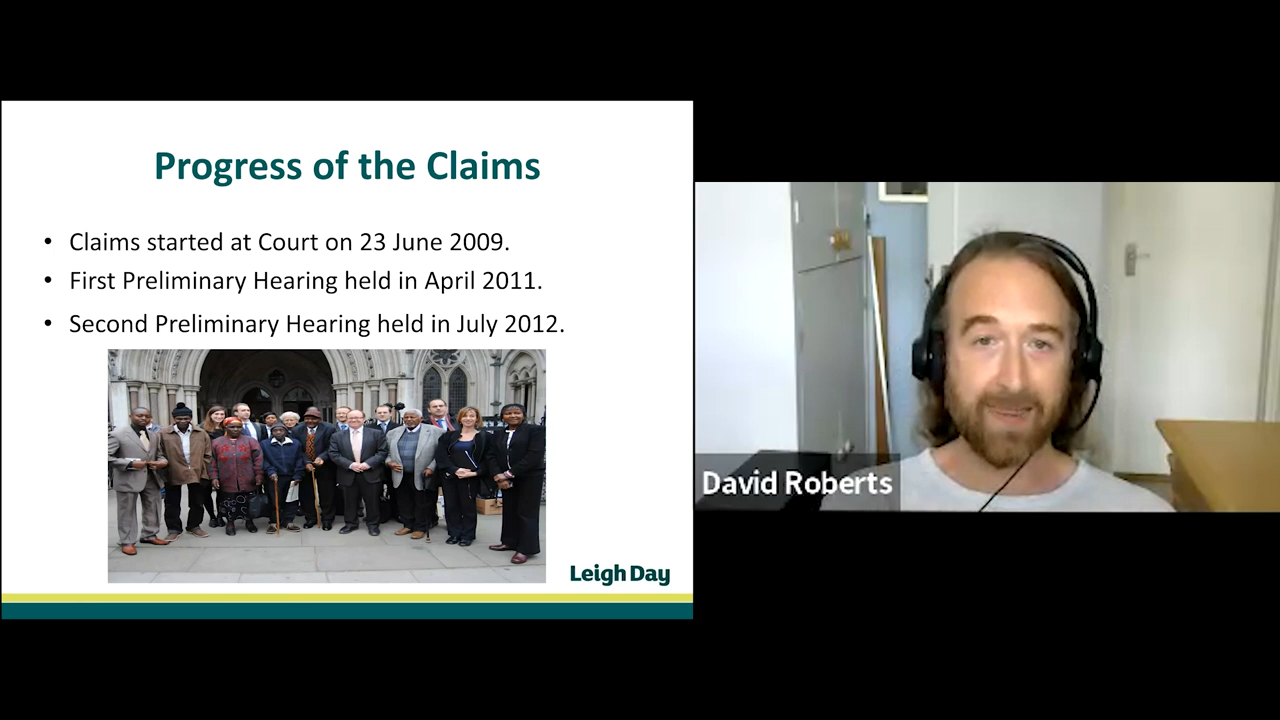 Progress of the Claims
• Claims started at Court on 23 June 2009.
• First Preliminary Hearing held in April 2011.
• Second Preliminary Hearing held in July 2012.
Leigh Day
David Roberts